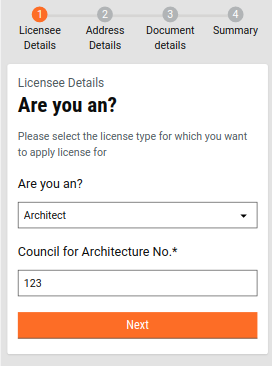 1 2 3 4
Licensee Address Document Summary
Details Details details
Licensee Details
Are you an?
Please select the license type for which you want
to apply license for
Are you an?
Architect
Council for Architecture No.*
123
Next